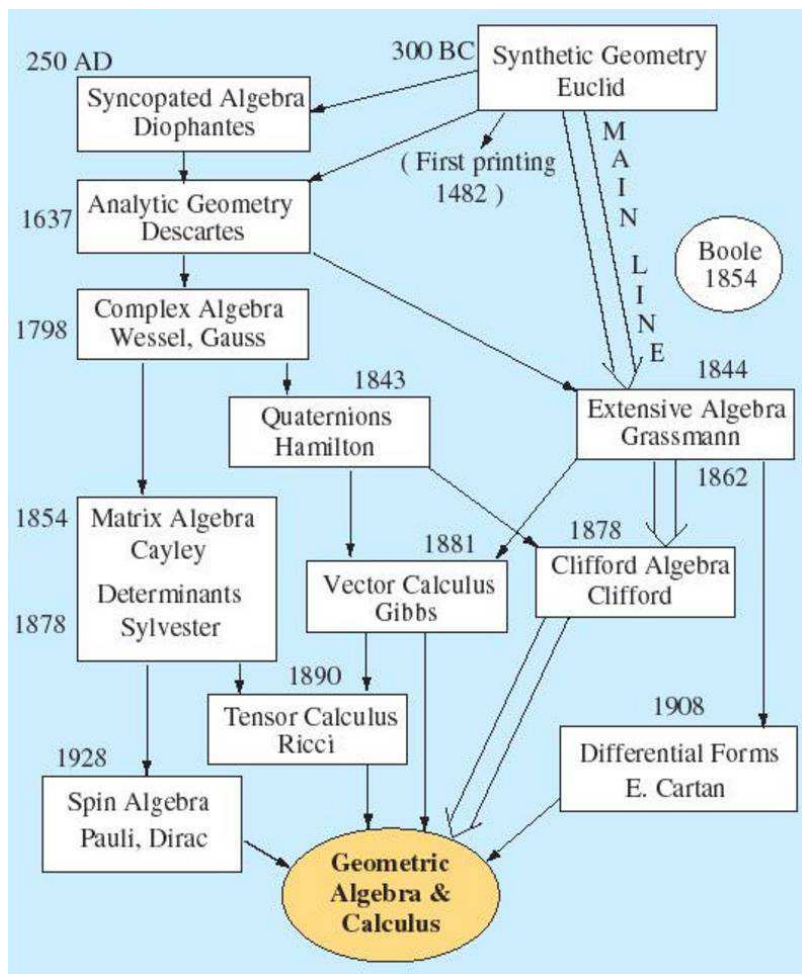 300 BC
Synthetic Geometry
Euclid
250 AD
Syncopated Algebra
Diophantes
( First printing
1482 )
MAIN LINE
1637
Analytic Geometry
Descartes
Boole
1854
1798
Complex Algebra
Wessel, Gauss
1843
Quaternions
Hamilton
1844
Extensive Algebra
Grassmann
1862
1854
Matrix Algebra
Cayley
Determinants
1878
Sylvester
1881
Vector Calculus
Gibbs
1878
Clifford Algebra
Clifford
1890
Tensor Calculus
Ricci
1908
Differential Forms
E. Cartan
1928
Spin Algebra
Pauli, Dirac
Geometric
Algebra &
Calculus